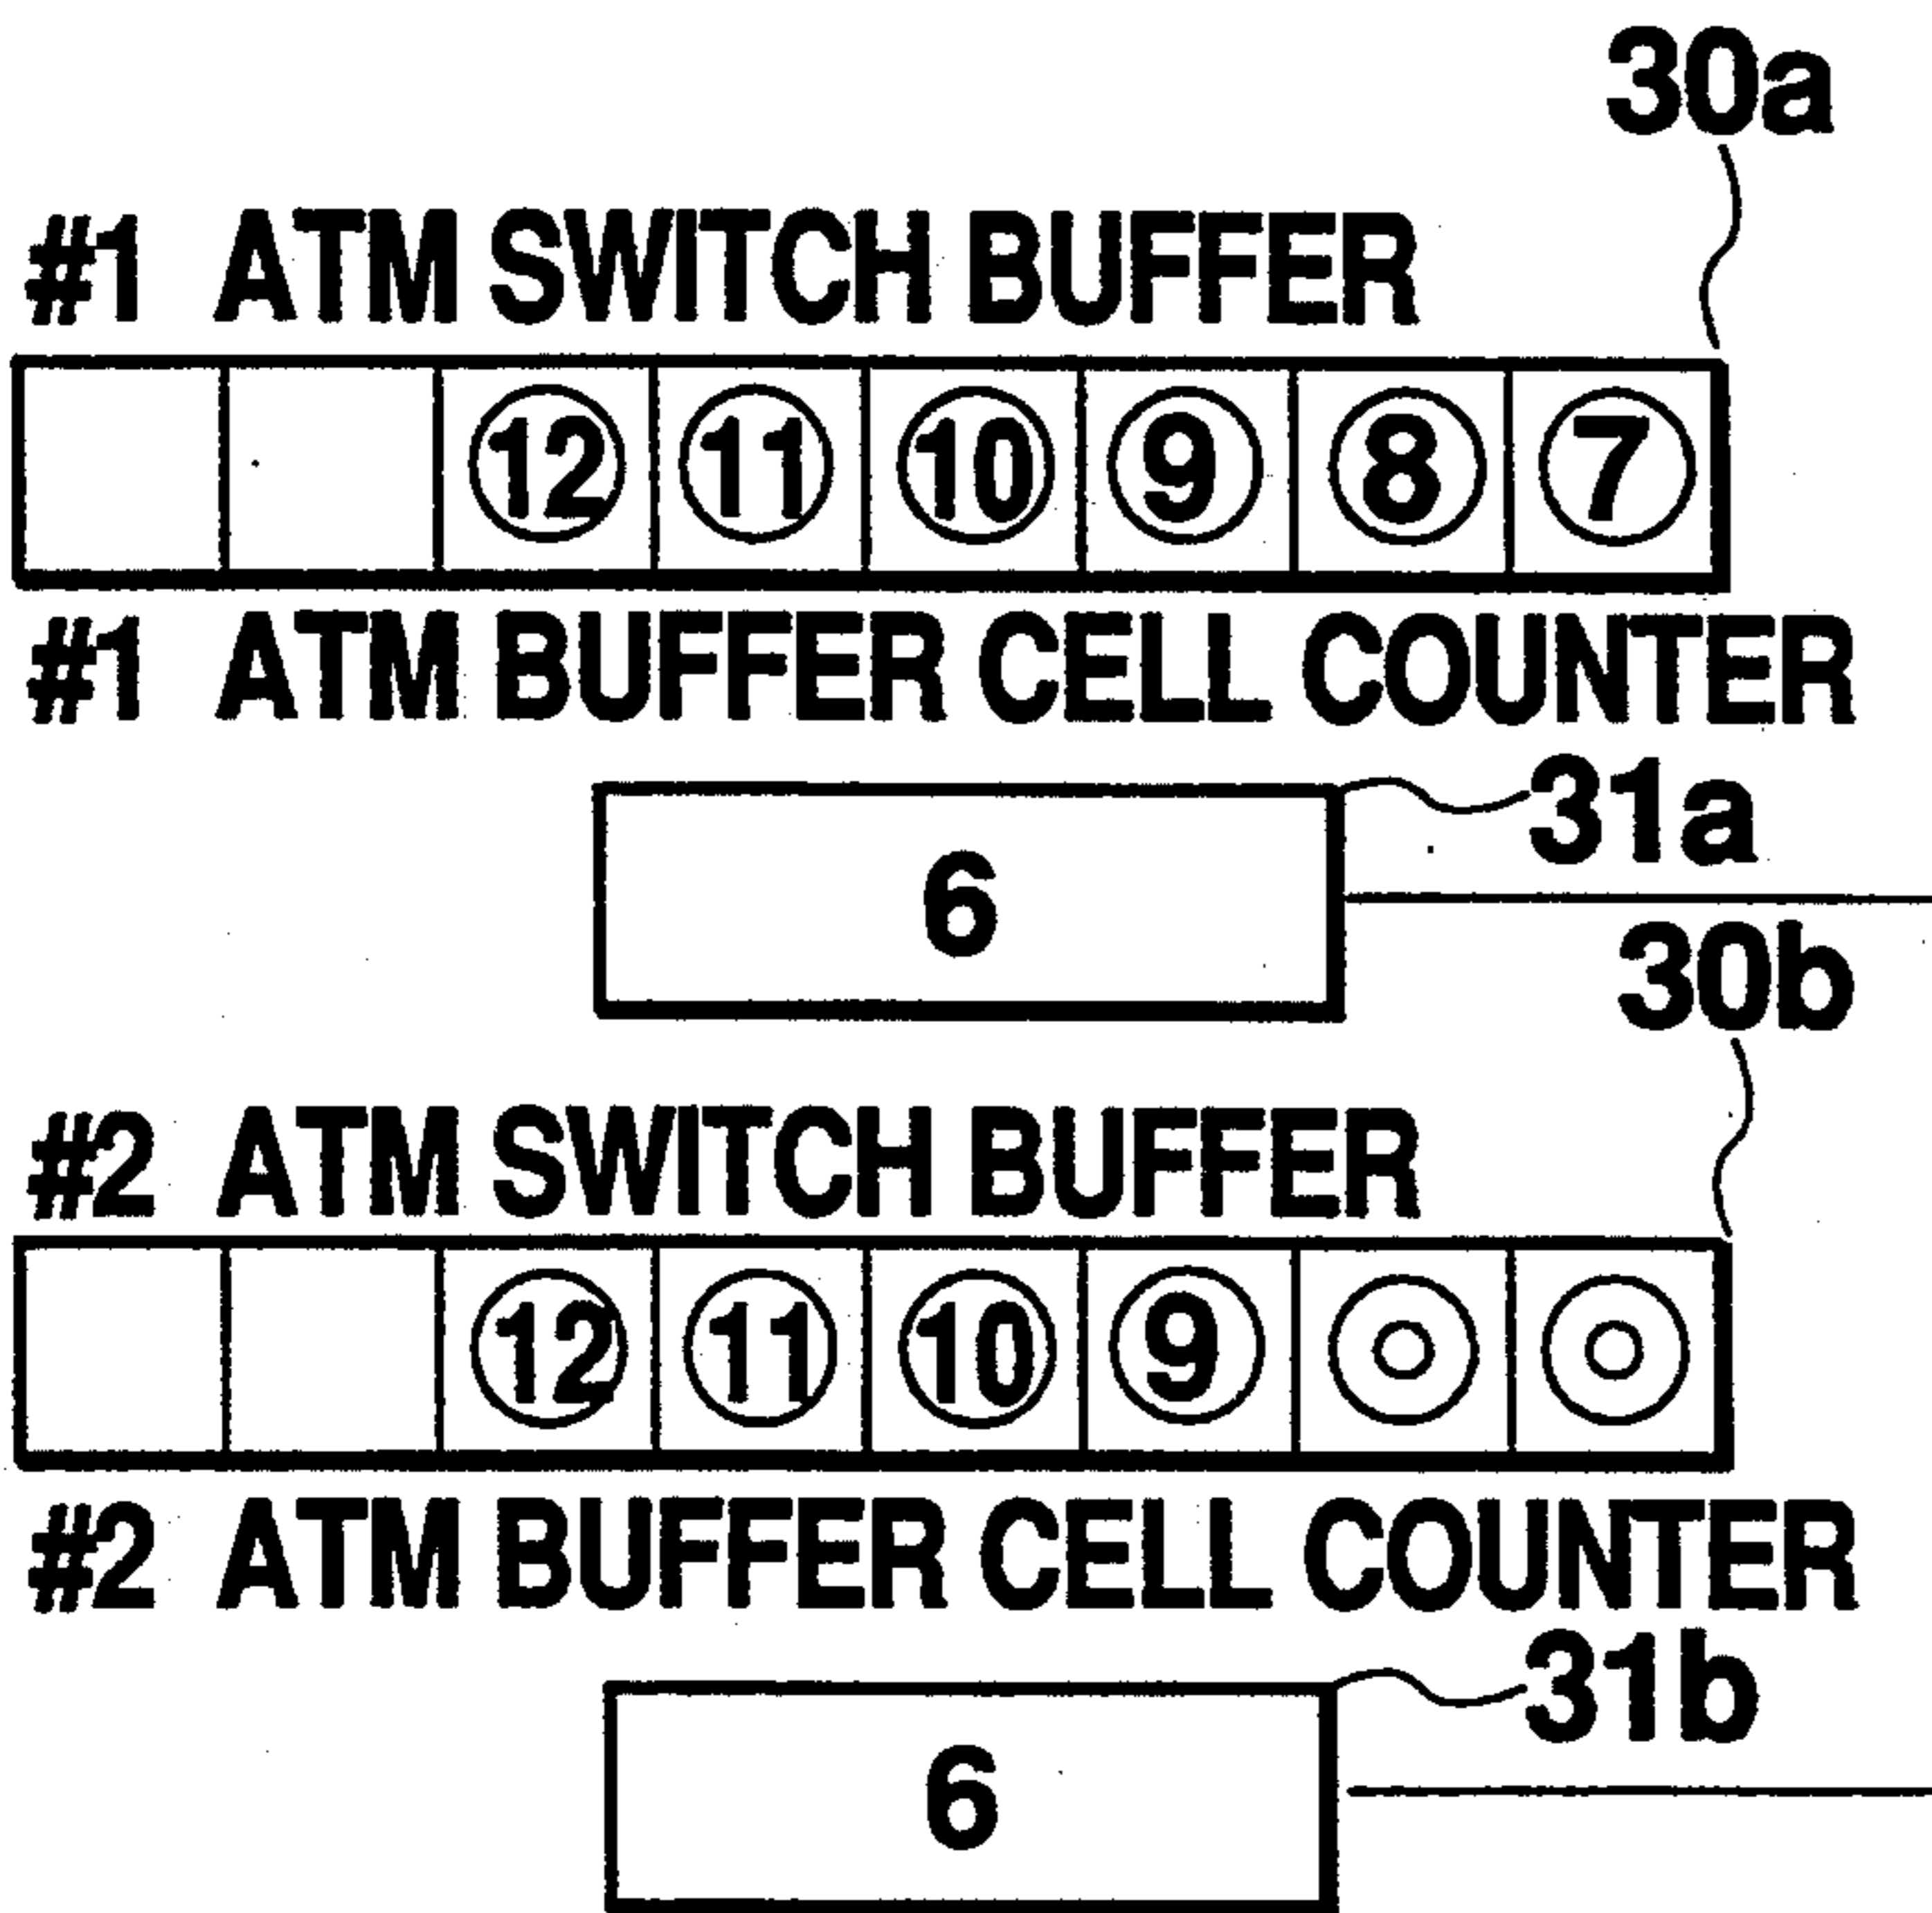 30a
#1 ATM SWITCH BUFFER
⑫ ⑪ ⑩ ⑨ ⑧ ⑦
#1 ATM BUFFER CELL COUNTER
31a
6
30b
#2 ATM SWITCH BUFFER
⑫ ⑪ ⑩ ⑨ ◎ ◎
#2 ATM BUFFER CELL COUNTER
31b
6